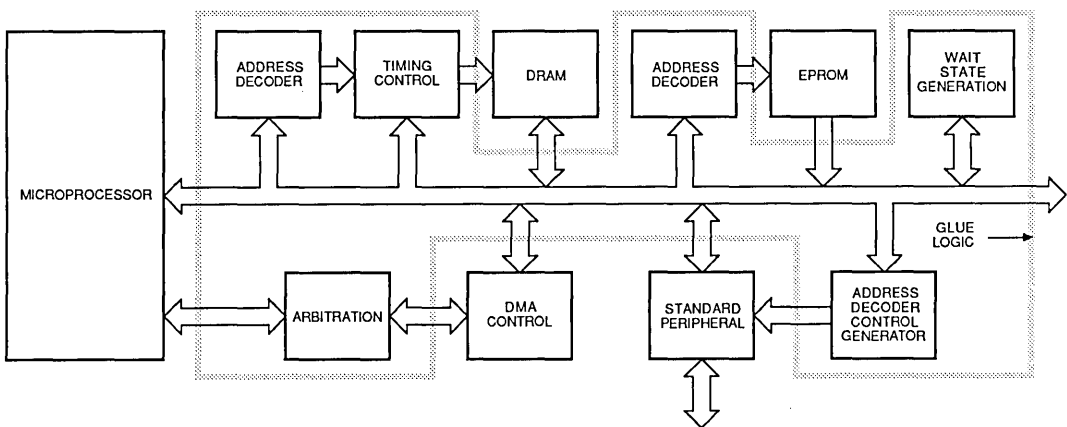 MICROPROCESSOR
ADDRESS
DECODER
TIMING
CONTROL
DRAM
ADDRESS
DECODER
EPROM
WAIT
STATE
GENERATION
GLUE
LOGIC
ARBITRATION
DMA
CONTROL
STANDARD
PERIPHERAL
ADDRESS
DECODER
CONTROL
GENERATOR